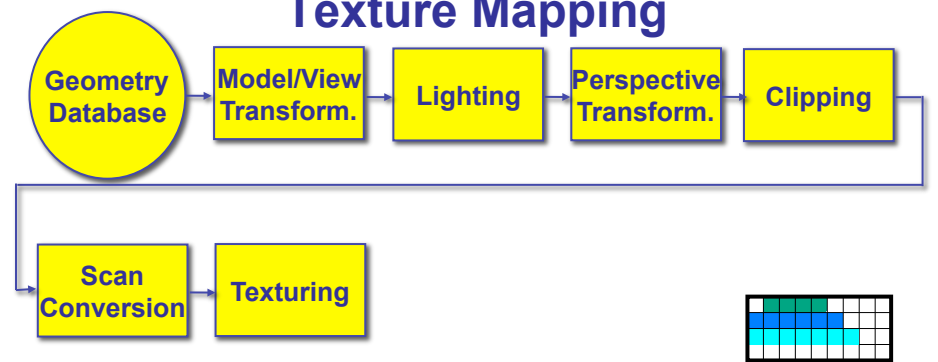 Texture Mapping
Geometry
Database
Model/View
Transform.
Lighting
Perspective
Transform.
Clipping
Scan
Conversion
Texturing